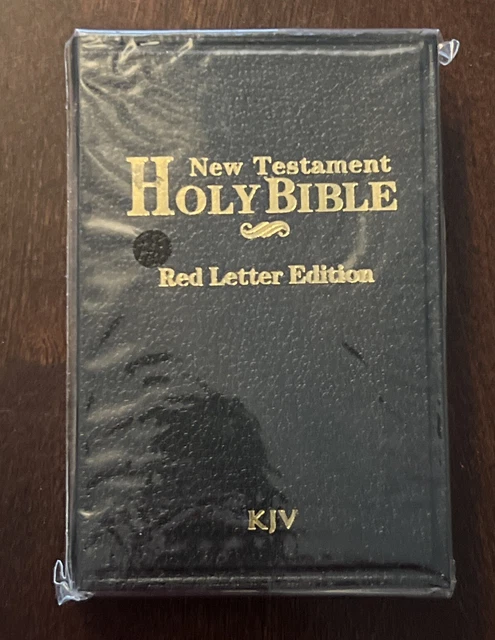 New Testament
HOLY BIBLE
Red Letter Edition
KJV